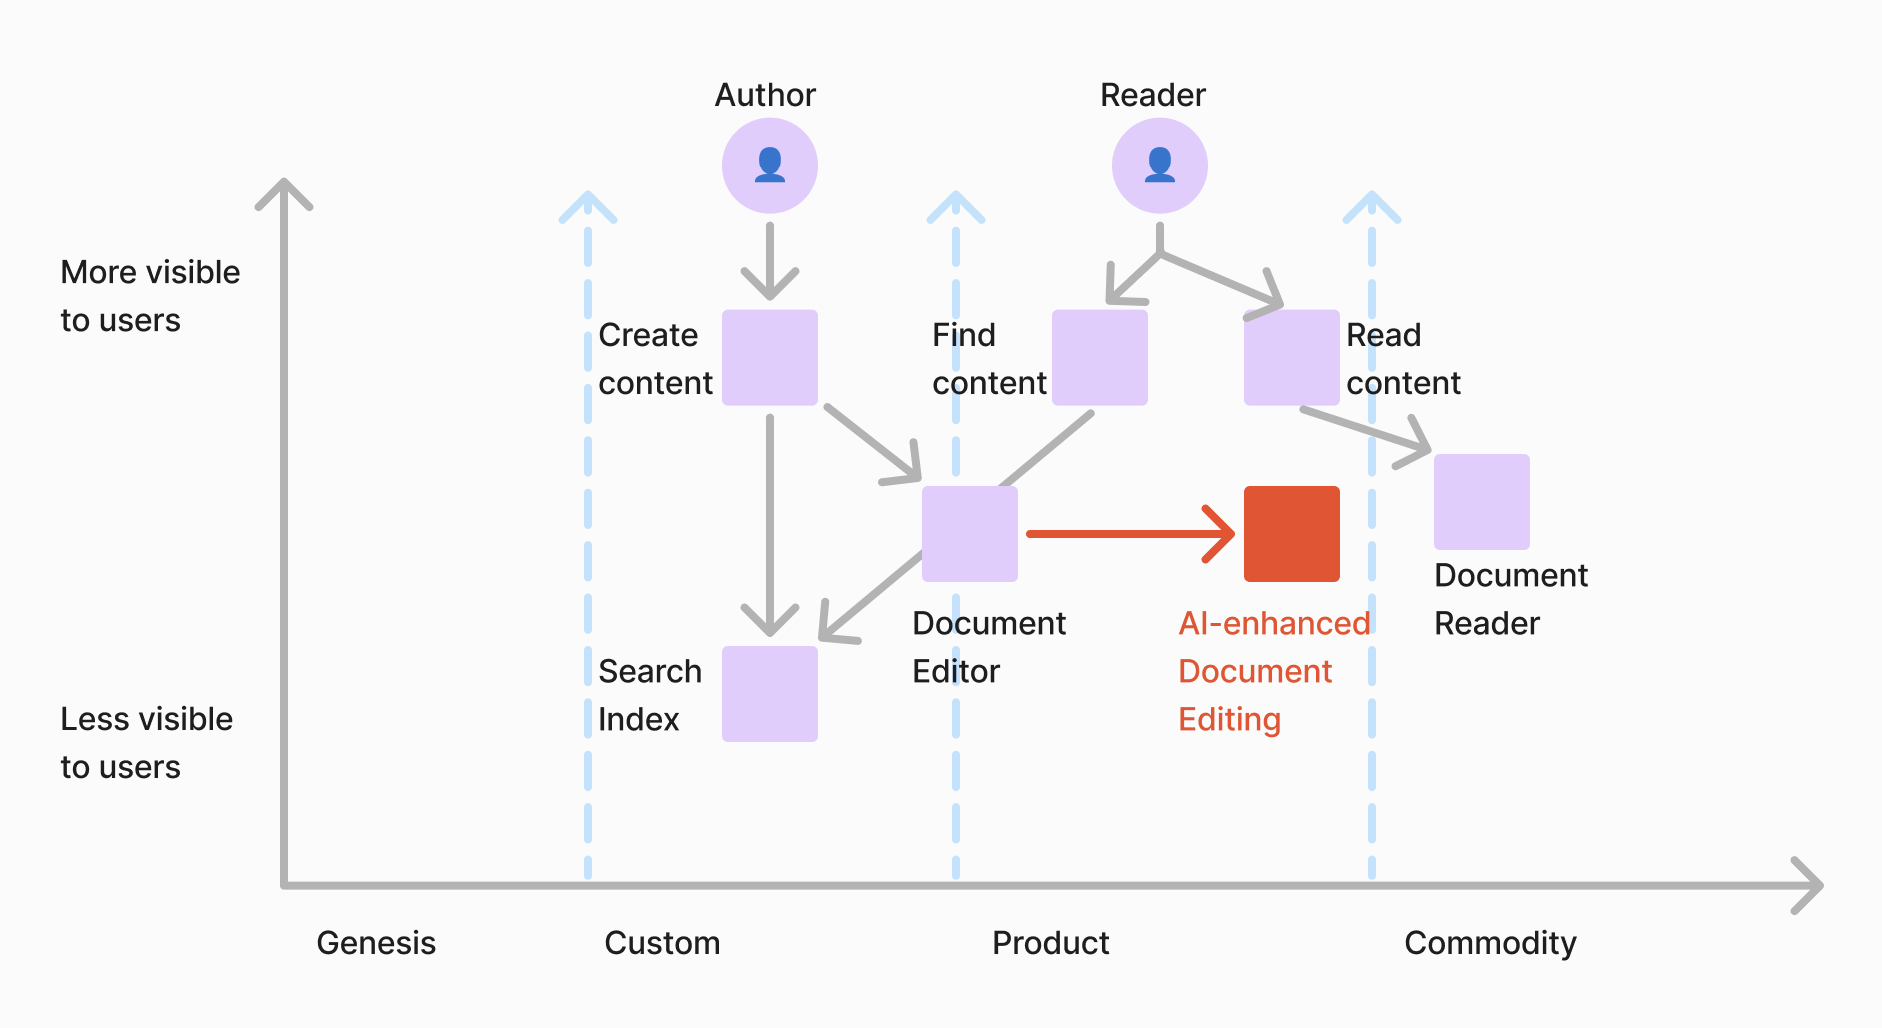 Author
Reader
More visible
to users
Create
content
Find
content
Read
content
Document
Reader
Document
Editor
AI-enhanced
Document
Editing
Search
Index
Less visible
to users
Genesis
Custom
Product
Commodity